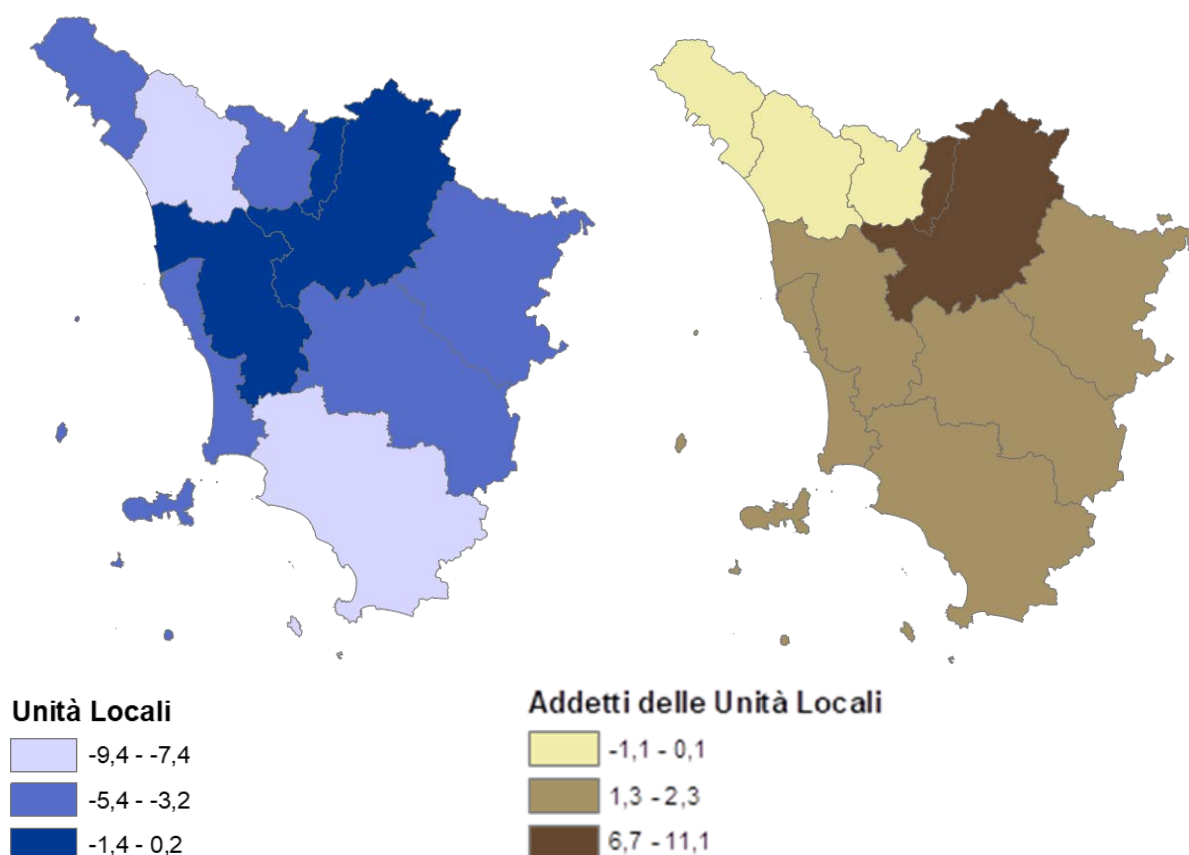 Unità Locali
-9,4 - -7,4
-5,4 - -3,2
-1,4 - 0,2
Addetti delle Unità Locali
-1,1 - 0,1
1,3 - 2,3
6,7 - 11,1